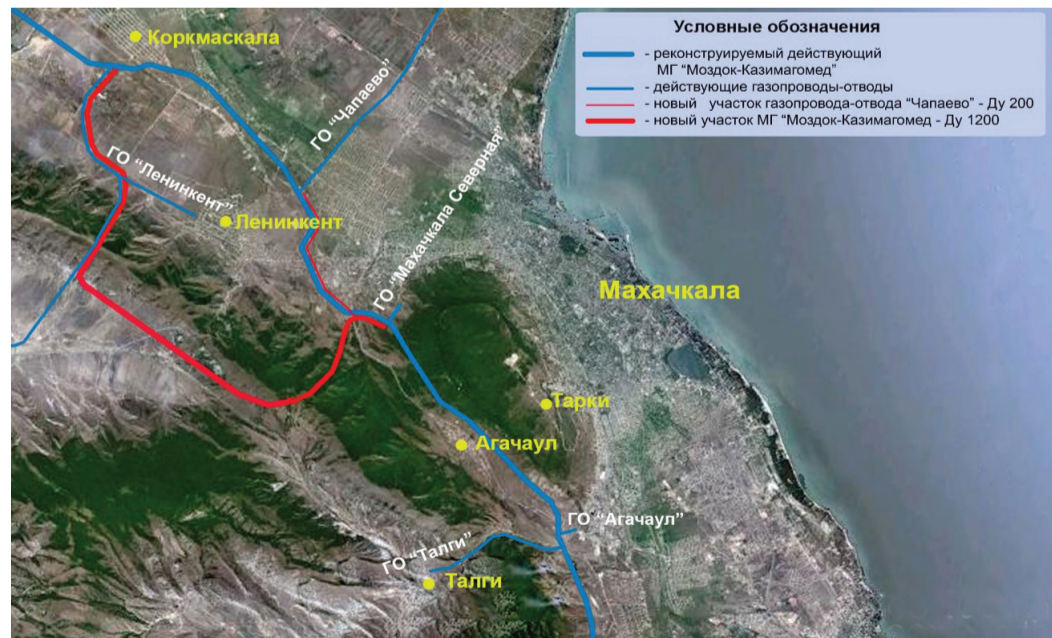 Условные обозначения
- реконструируемый действующий
МГ “Моздок-Казимагомед”
- действующие газопроводы-отводы
- новый участок газопровода-отвода “Чапаево” - Ду 200
- новый участок МГ “Моздок-Казимагомед - Ду 1200
Коркмаскала
ГО “Чапаево”
ГО “Ленинкент”
Ленинкент
ГО “Махачкала Северная”
Махачкала
Тарки
Агачаул
ГО “Агачаул”
ГО “Талги”
Талги